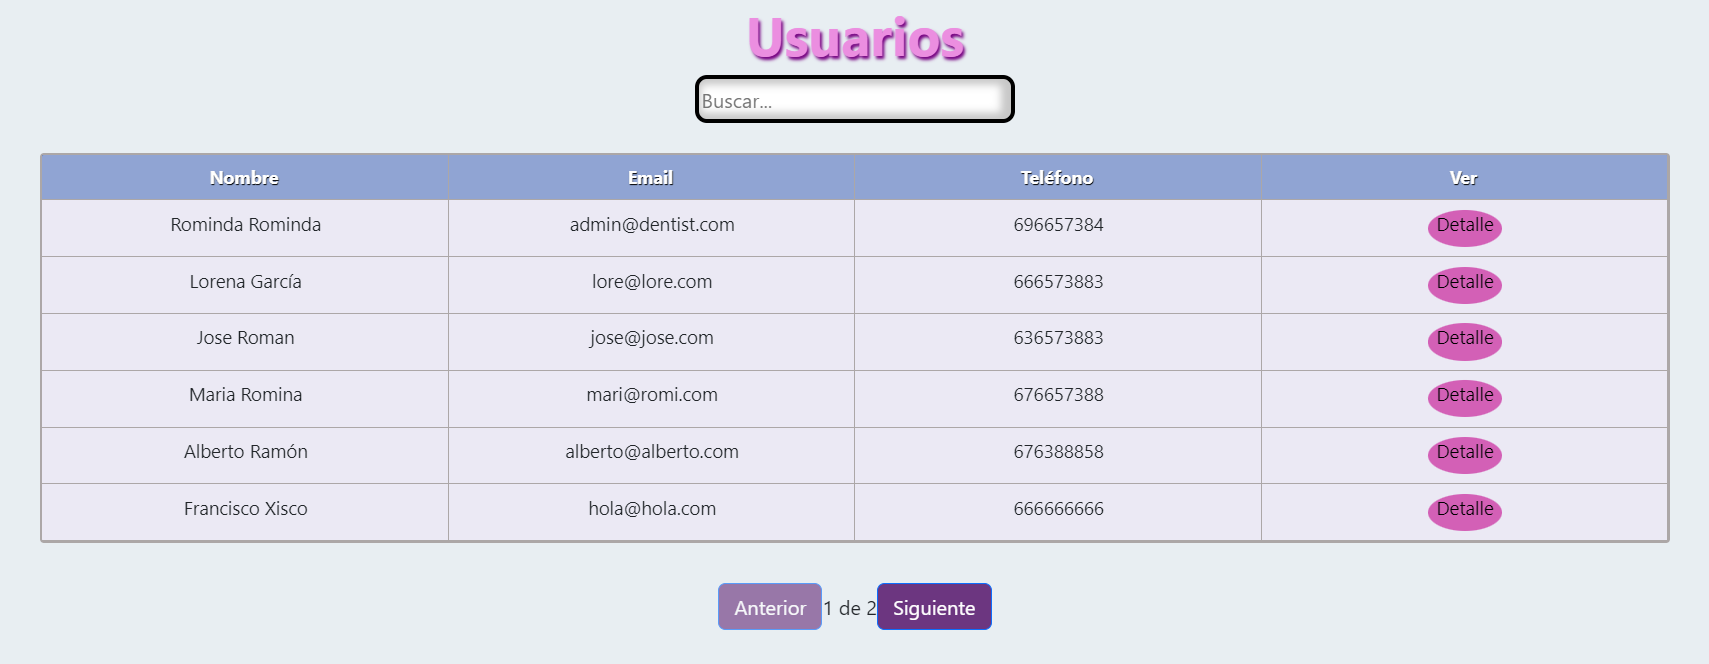 Usuarios
Buscar...
Nombre Email Teléfono Ver
Rominda Rominda admin@dentist.com 696657384 Detalle
Lorena García lore@lore.com 666573883 Detalle
Jose Roman jose@jose.com 636573883 Detalle
Maria Romina mari@romi.com 676657388 Detalle
Alberto Ramón alberto@alberto.com 676388858 Detalle
Francisco Xisco hola@hola.com 666666666 Detalle
Anterior 1 de 2 Siguiente